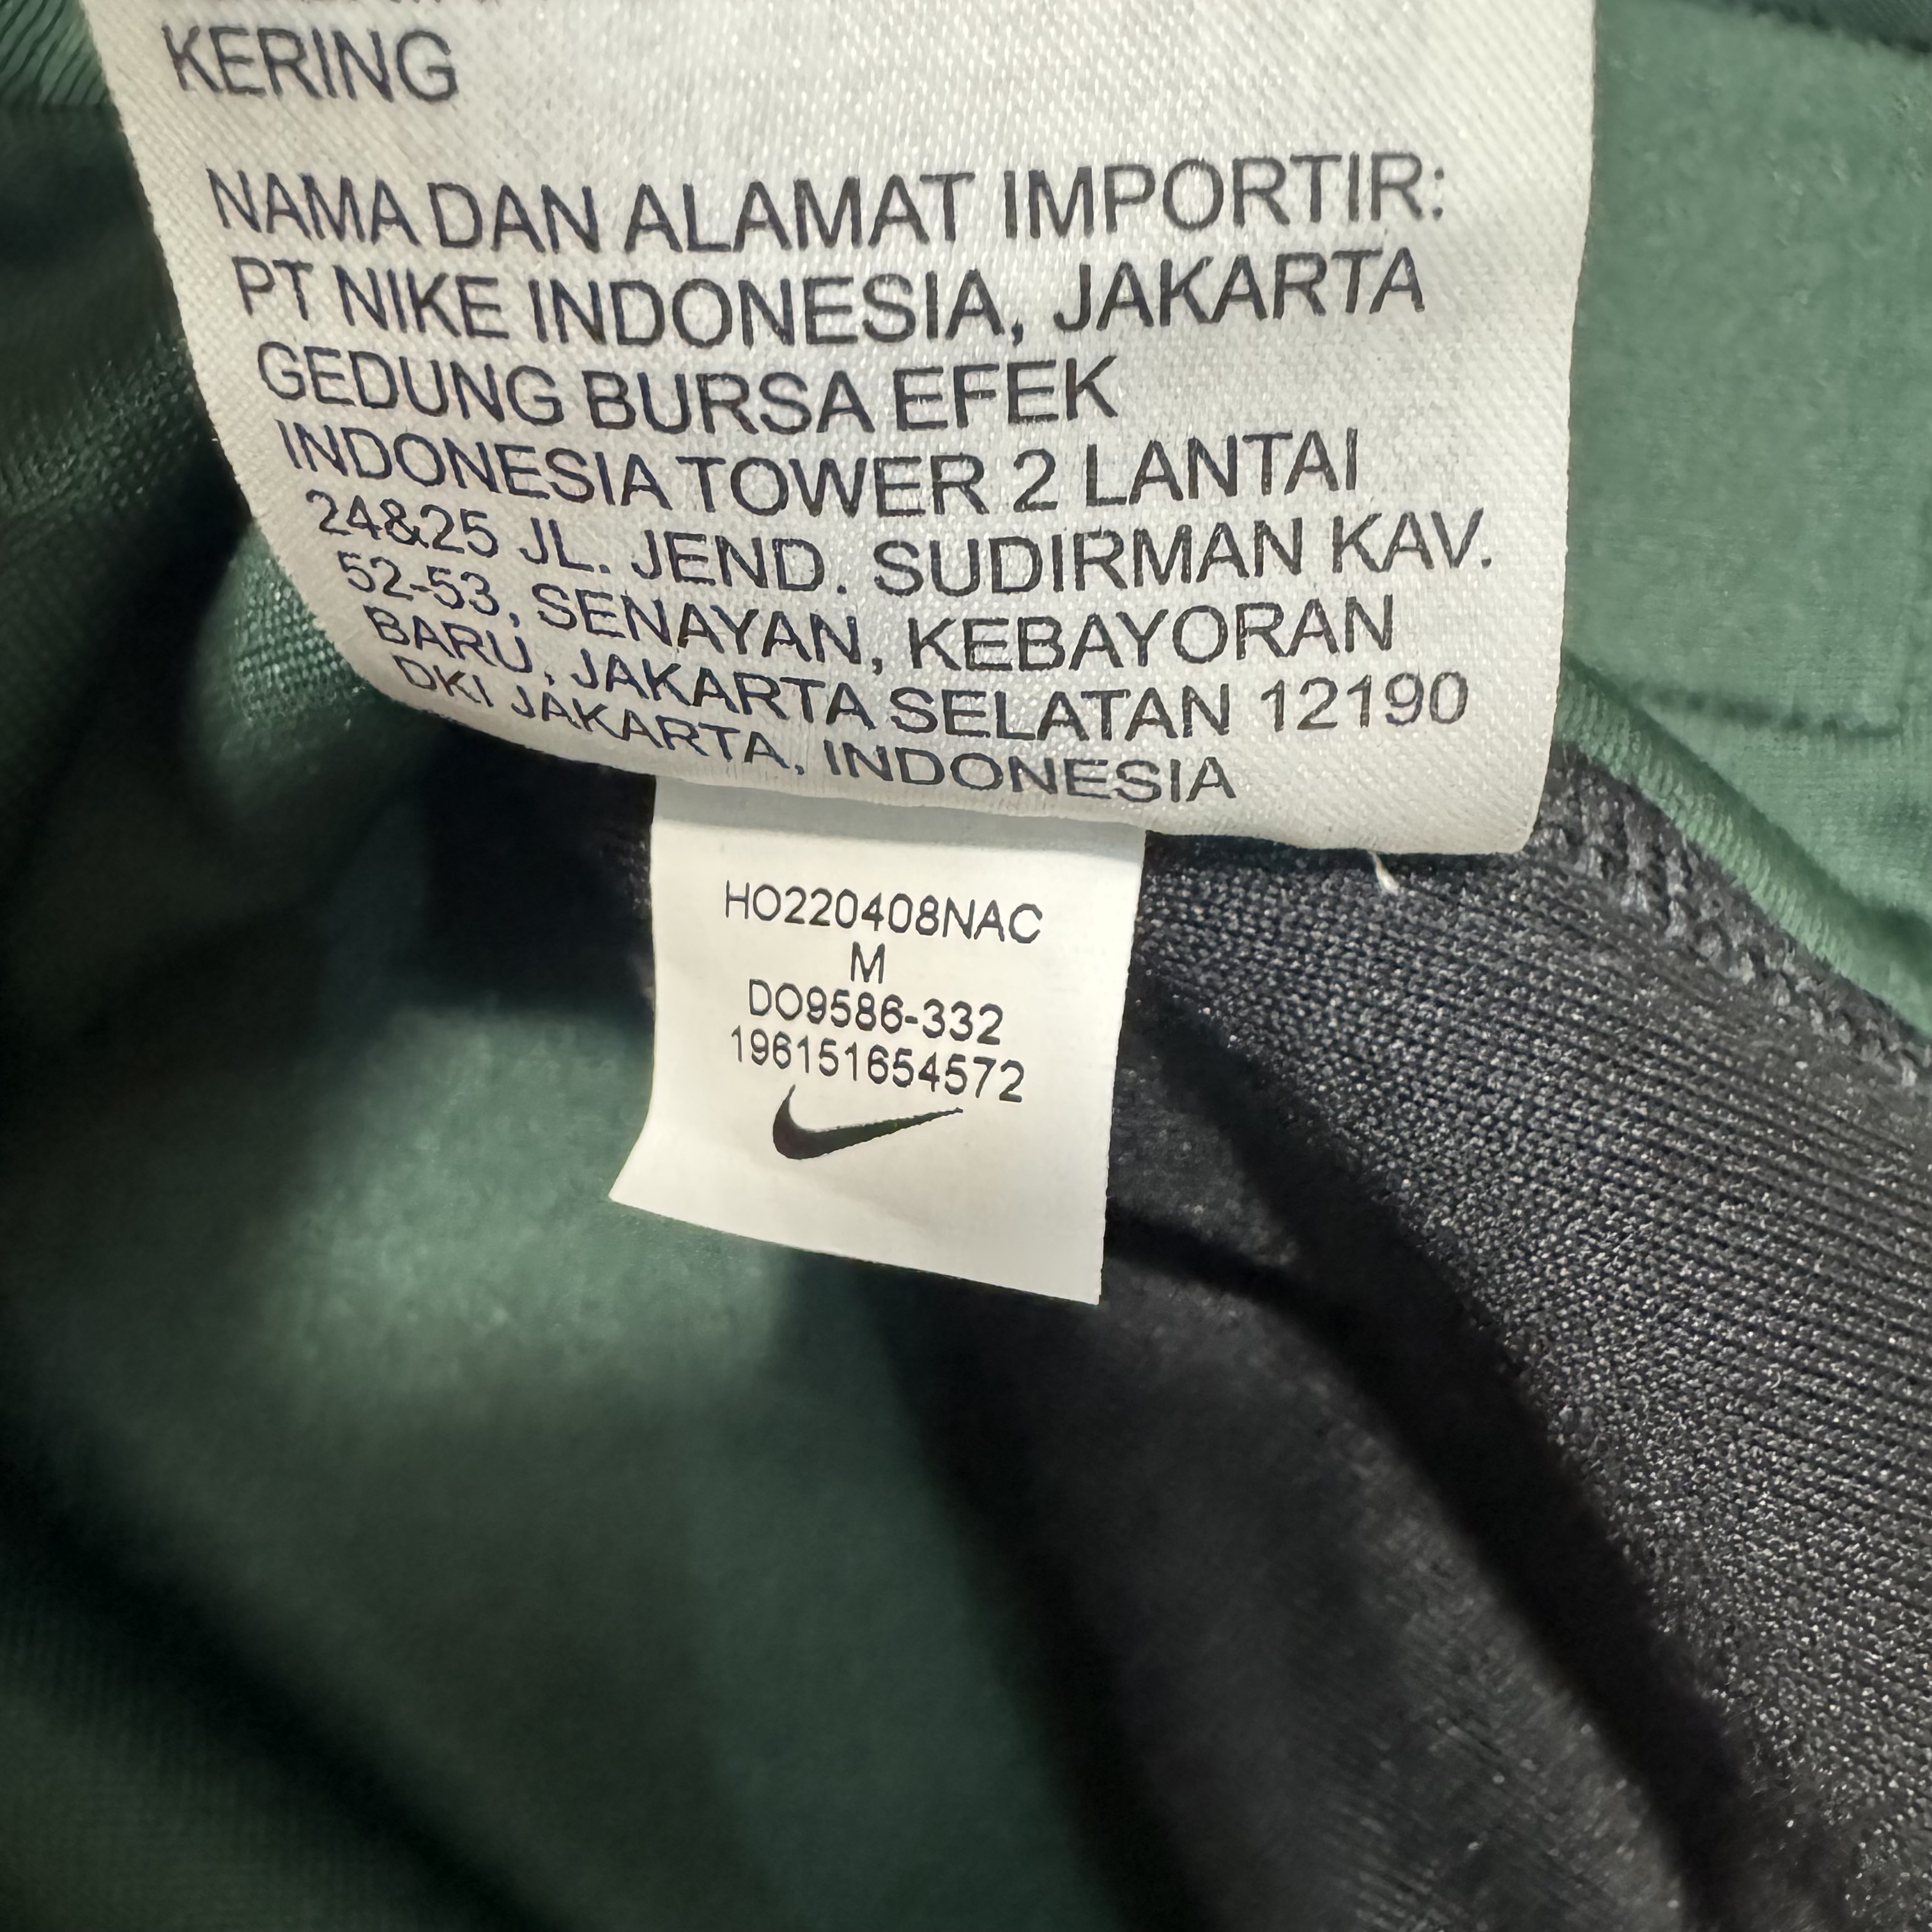 KERING
NAMA DAN ALAMAT IMPORTIR:
PT NIKE INDONESIA, JAKARTA
GEDUNG BURSA EFEK
INDONESIA TOWER 2 LANTAI
24&25 JL. JEND. SUDIRMAN KAV.
52-53, SENAYAN, KEBAYORAN
BARU, JAKARTA SELATAN 12190
DKI JAKARTA, INDONESIA
HO220408NAC
M
DO9586-332
196151654572